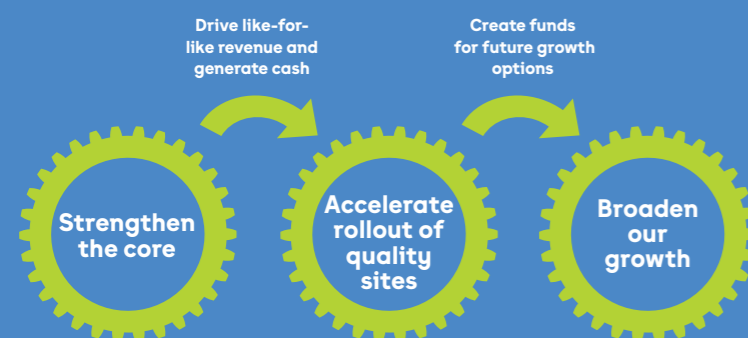 Drive like-for-
like revenue and
generate cash
Create funds
for future growth
options
Strengthen
the core
Accelerate
rollout of
quality
sites
Broaden
our
growth